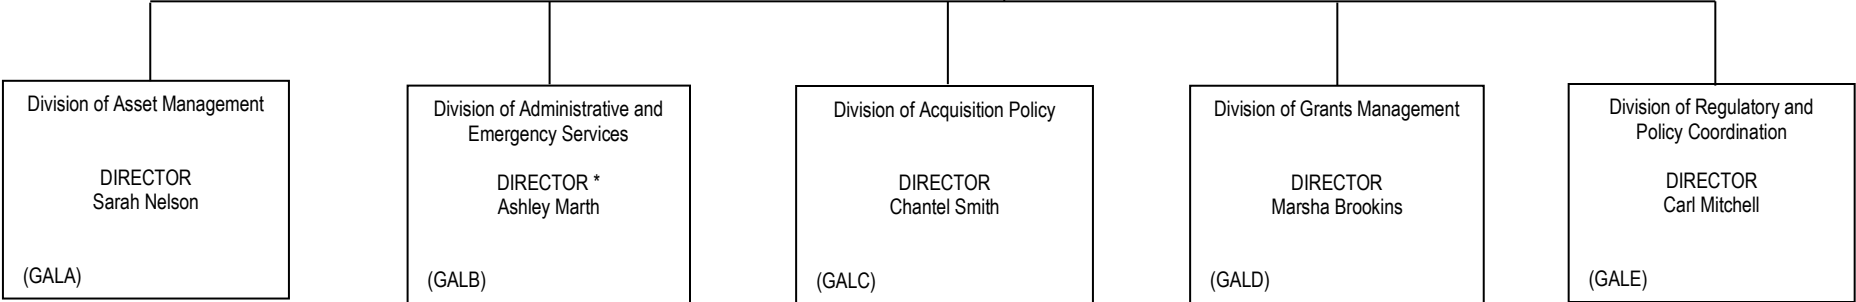 Division of Asset Management
DIRECTOR
Sarah Nelson
(GALA)
Division of Administrative and
Emergency Services
DIRECTOR *
Ashley Marth
(GALB)
Division of Acquisition Policy
DIRECTOR
Chantel Smith
(GALC)
Division of Grants Management
DIRECTOR
Marsha Brookins
(GALD)
Division of Regulatory and
Policy Coordination
DIRECTOR
Carl Mitchell
(GALE)